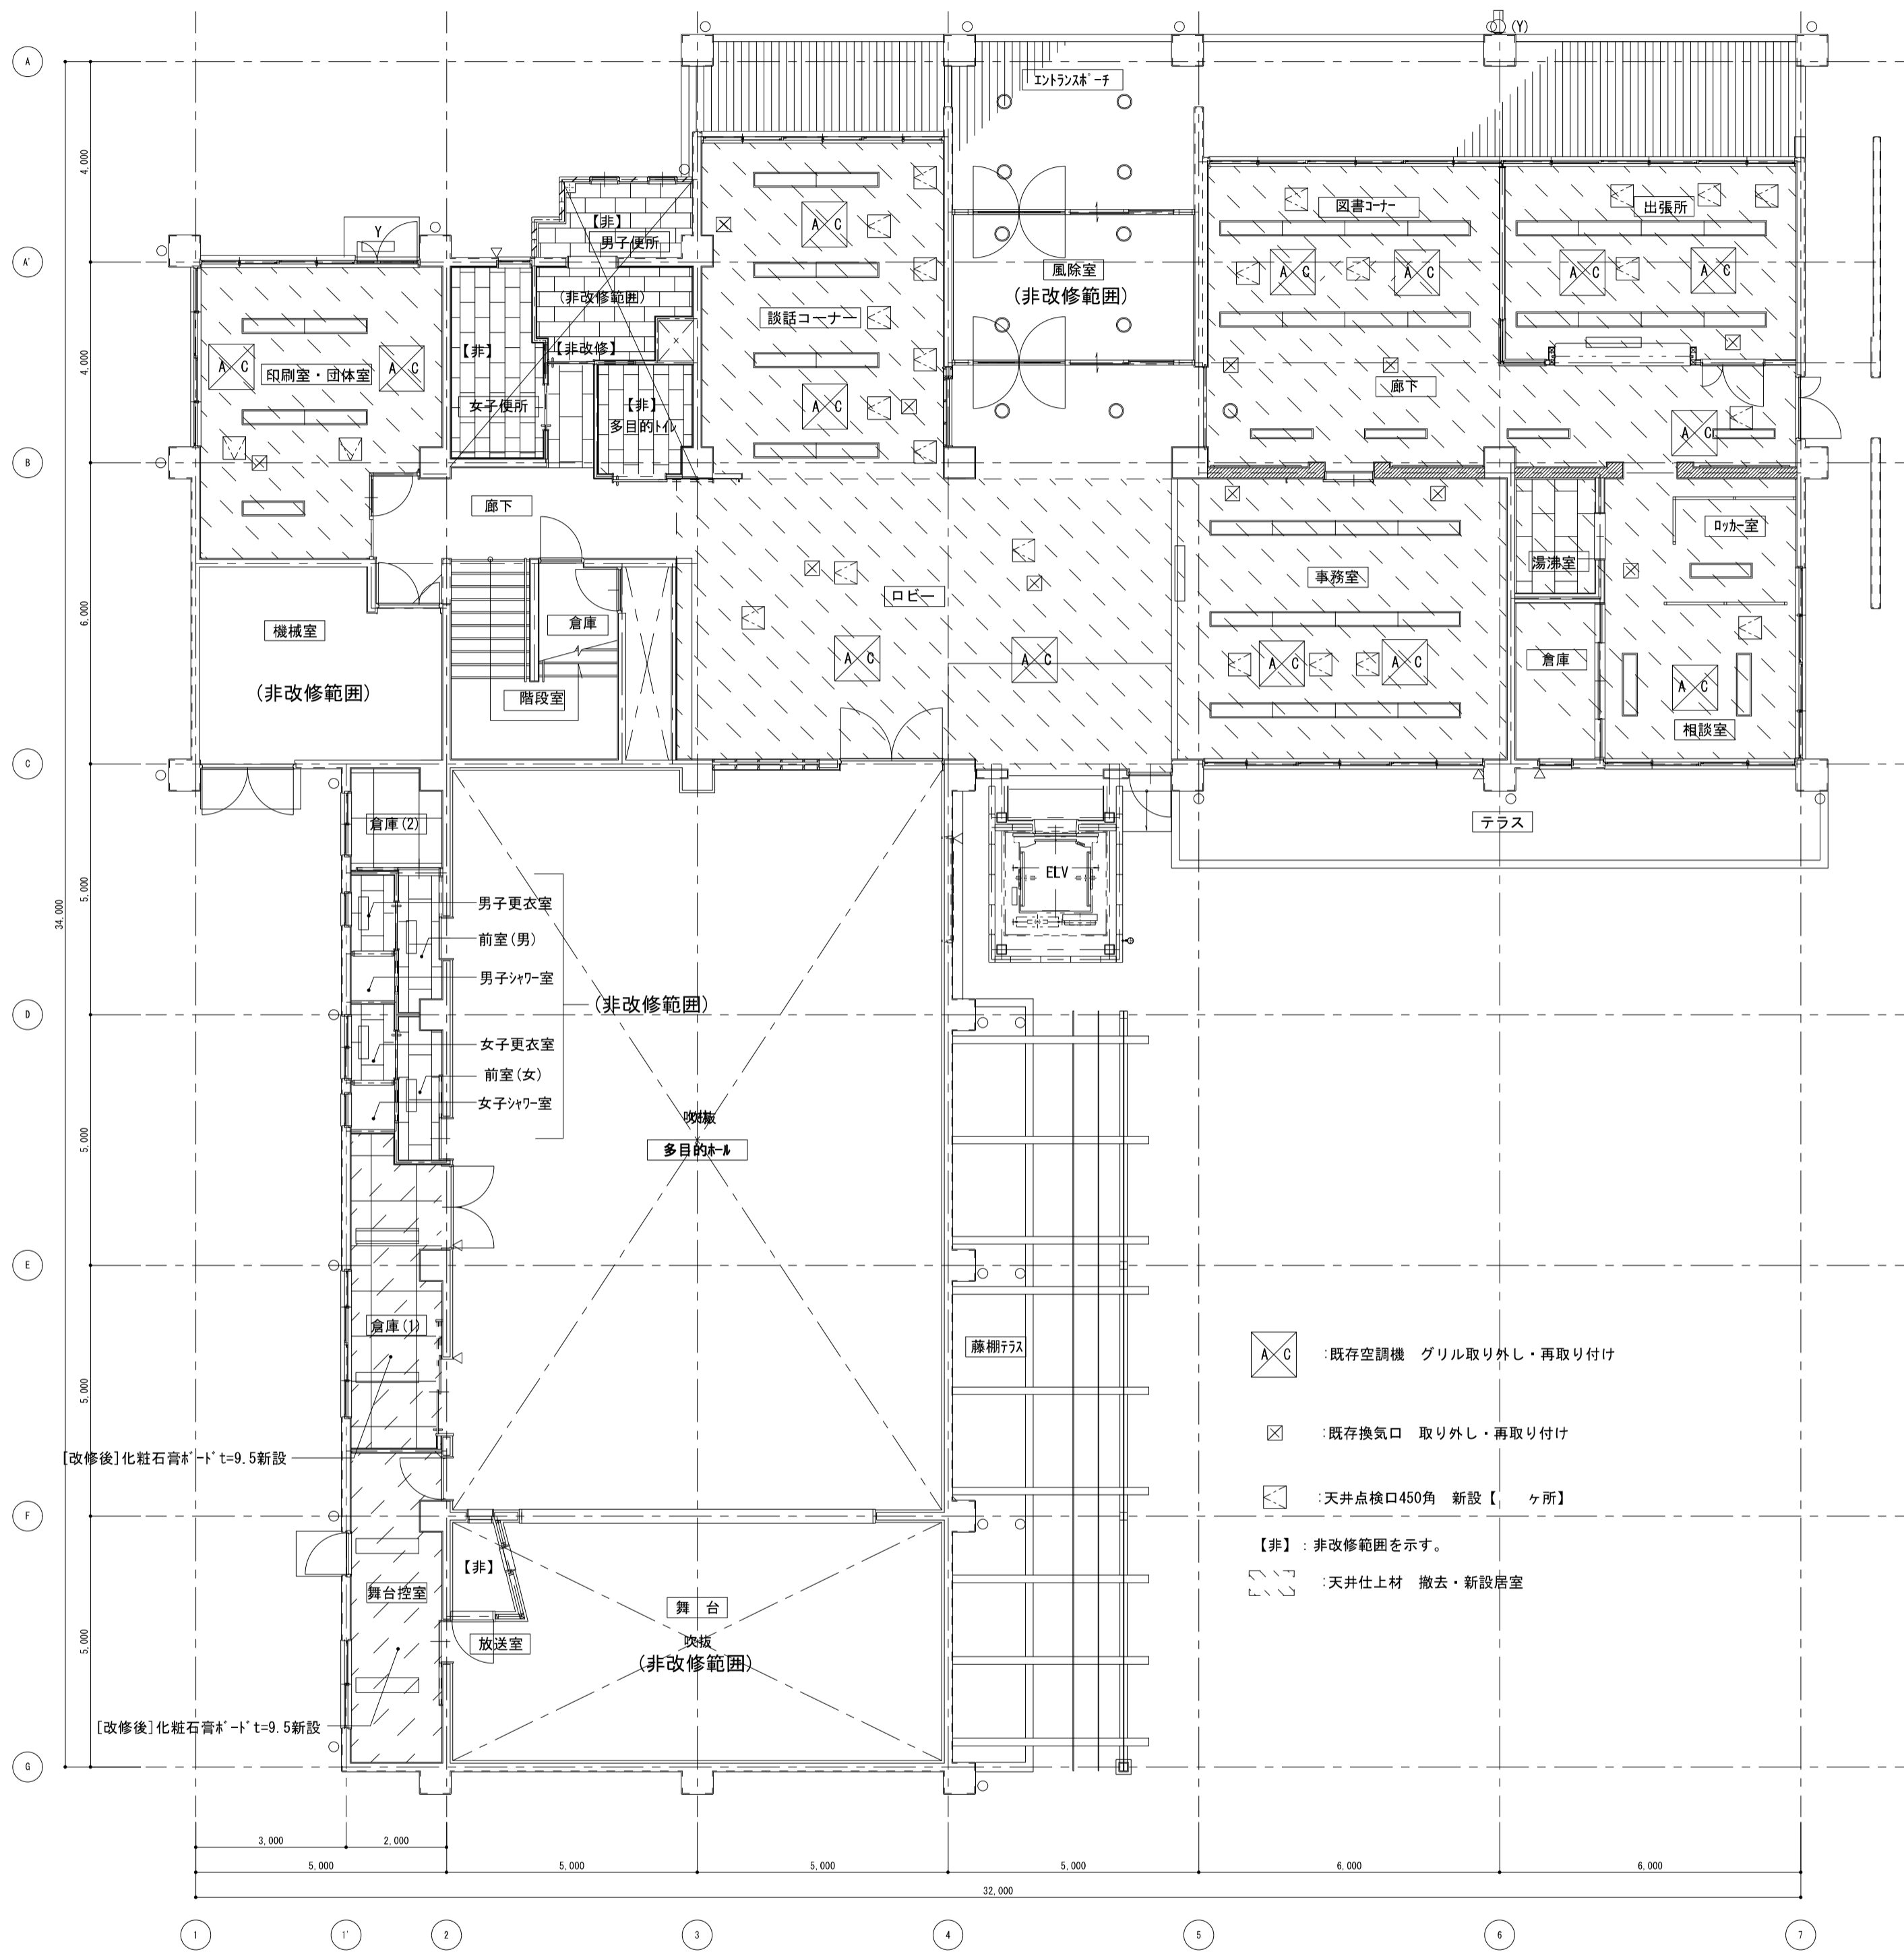 (Y)
A
エントランスポーチ
4,000
【非】
男子便所
図書コーナー
出張所
Y
A C
A'
風除室
(非改修範囲)
A C
A C
A C
A C
(非改修範囲)
談話コーナー
【非】
【非改修】
4,000
A C
A C
印刷室・団体室
廊下
女子便所
【非】
多目的トイレ
A C
A C
B
廊下
ロッカー室
湯沸室
事務室
ロビー
倉庫
6,000
機械室
倉庫
A C
A C
A C
A C
(非改修範囲)
階段室
A C
相談室
C
テラス
倉庫(2)
ELV
5,000
男子更衣室
34,000
前室(男)
男子シャワー室
(非改修範囲)
D
女子更衣室
前室(女)
女子シャワー室
吹抜
5,000
多目的ホール
E
倉庫(1)
藤棚テラス
A C
:既存空調機 グリル取り外し・再取り付け
5,000
:既存換気口 取り外し・再取り付け
[改修後]化粧石膏ボードt=9.5新設
:天井点検口450角 新設【 ヶ所】
F
【非】:非改修範囲を示す。
【非】
:天井仕上材 撤去・新設居室
舞台控室
舞 台
放送室
吹抜
5,000
(非改修範囲)
[改修後]化粧石膏ボードt=9.5新設
G
3,000
2,000
5,000
5,000
5,000
5,000
6,000
6,000
32,000
1
1'
2
3
4
5
6
7